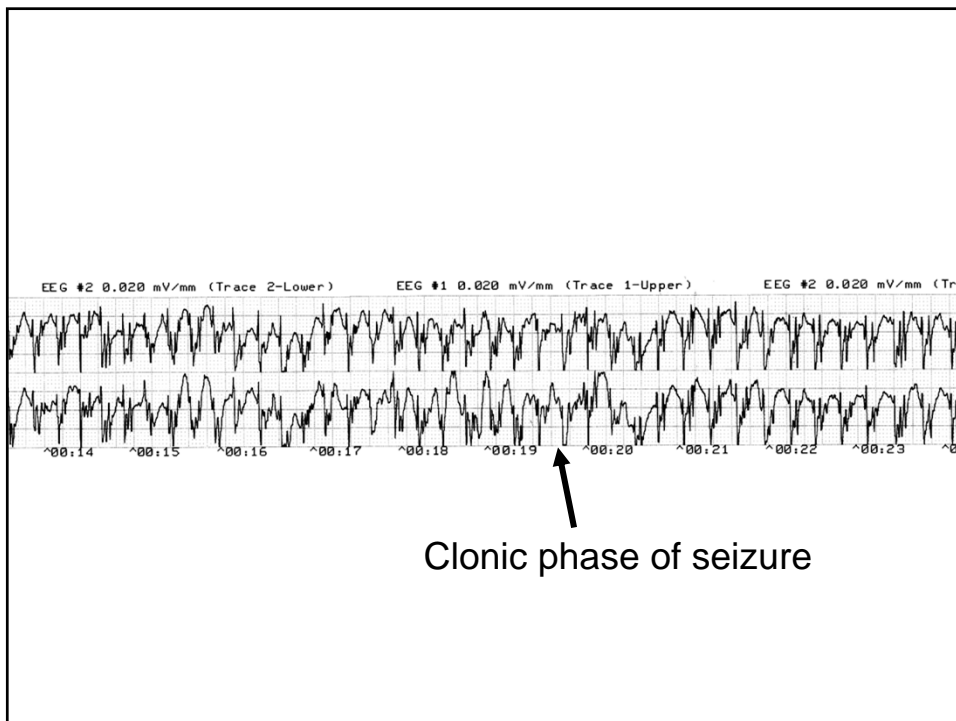 EEG #2 0.020 mV/mm (Trace 2-Lower) EEG #1 0.020 mV/mm (Trace 1-Upper) EEG #2 0.020 mV/mm (Tr
^00:14 ^00:15 ^00:16 ^00:17 ^00:18 ^00:19 ^00:20 ^00:21 ^00:22 ^00:23 ^0
Clonic phase of seizure